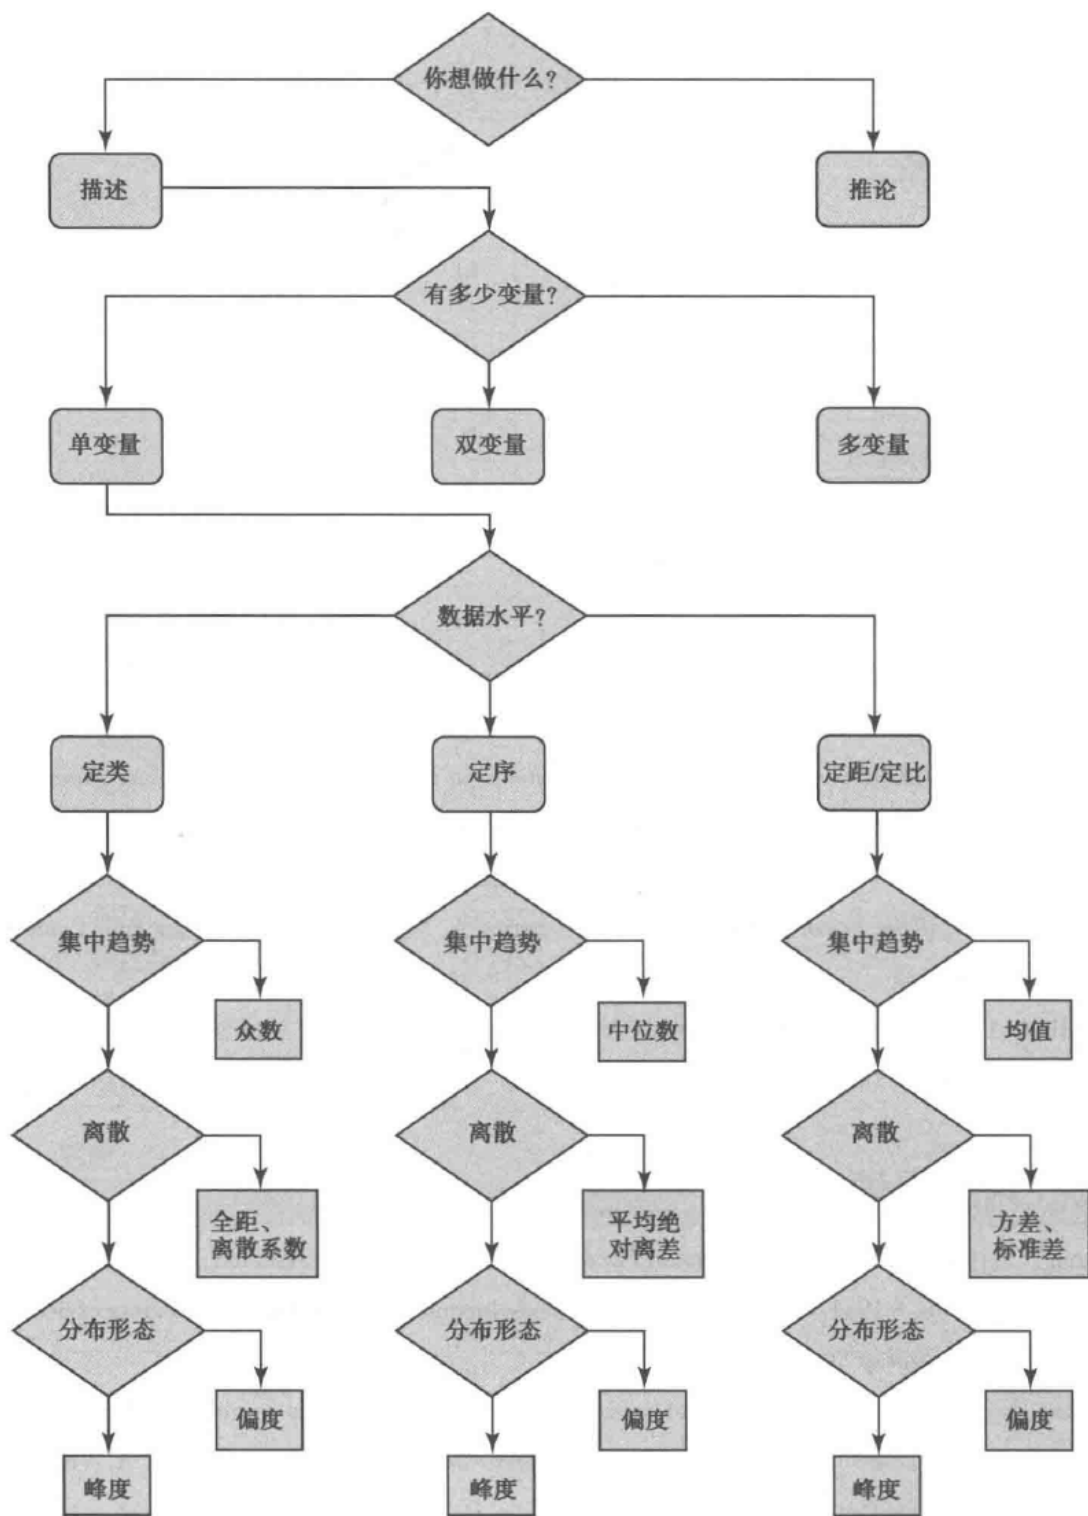 你想做什么?
描述
推论
有多少变量?
单变量
双变量
多变量
数据水平?
定类
定序
定距/定比
集中趋势
集中趋势
集中趋势
众数
中位数
均值
离散
离散
离散
全距、
离散系数
平均绝
对离差
方差、
标准差
分布形态
分布形态
分布形态
偏度
偏度
偏度
峰度
峰度
峰度